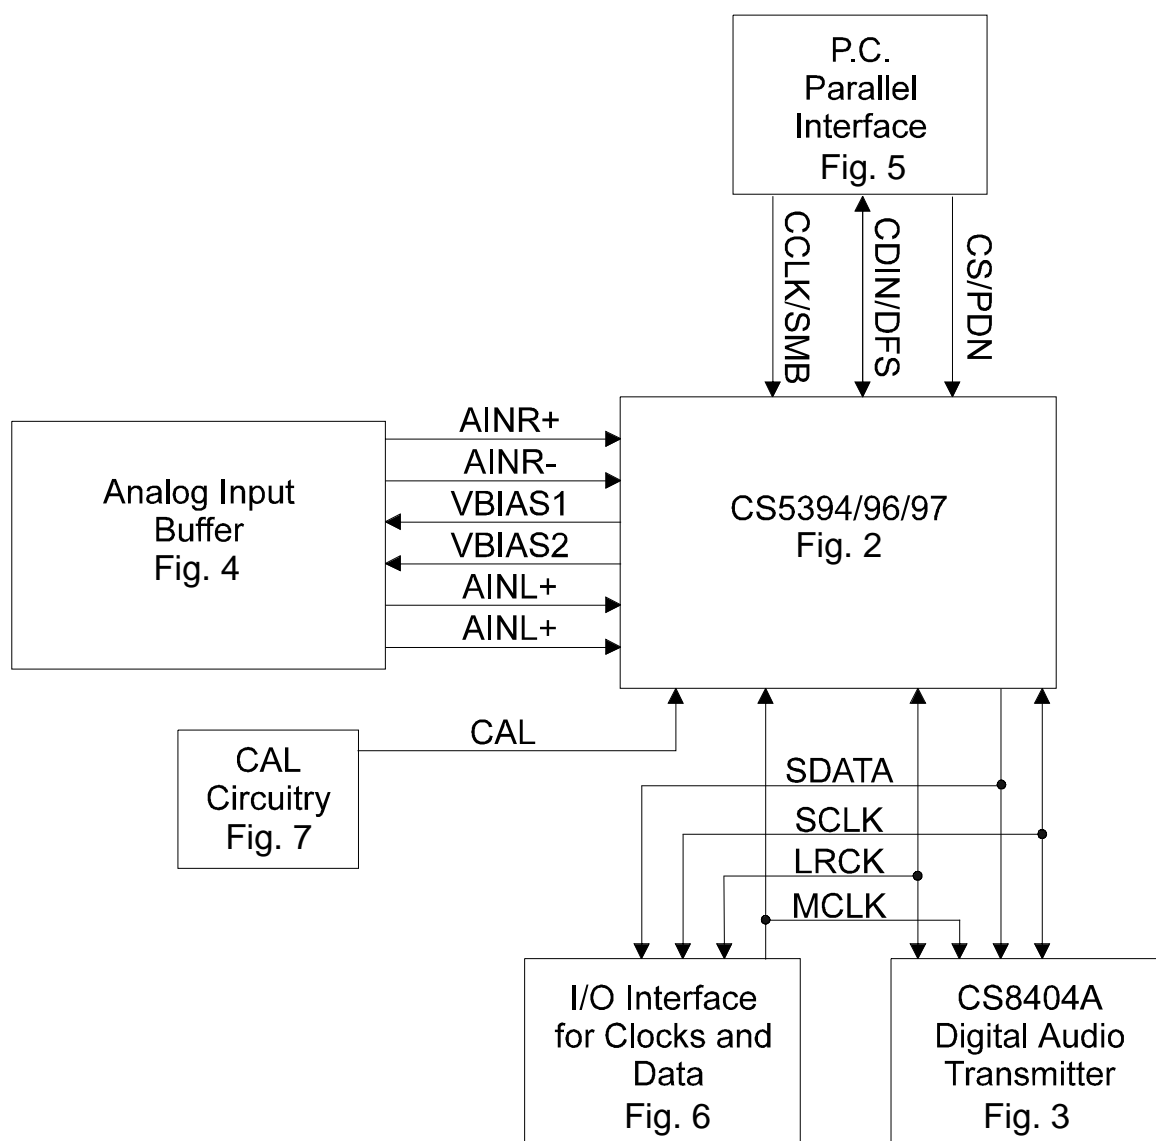 P.C.
Parallel
Interface
Fig. 5
CCLK/SMB
CDIN/DFS
CS/PDN
Analog Input
Buffer
Fig. 4
AINR+
AINR-
VBIAS1
VBIAS2
AINL+
AINL+
CS5394/96/97
Fig. 2
CAL
Circuitry
Fig. 7
CAL
SDATA
SCLK
LRCK
MCLK
I/O Interface
for Clocks and
Data
Fig. 6
CS8404A
Digital Audio
Transmitter
Fig. 3